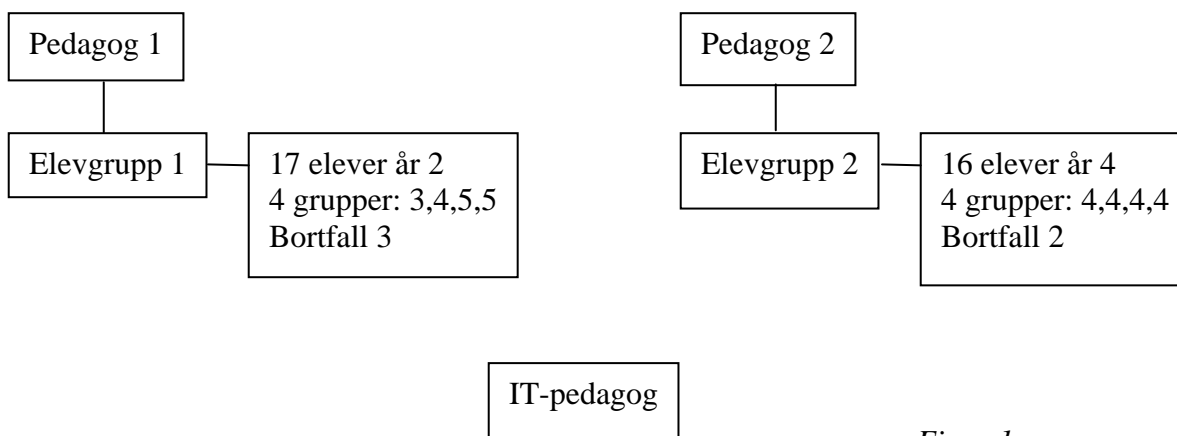 Pedagog 1
Pedagog 2
Elevgrupp 1
17 elever år 2
4 grupper: 3,4,5,5
Bortfall 3
Elevgrupp 2
16 elever år 4
4 grupper: 4,4,4,4
Bortfall 2
IT-pedagog